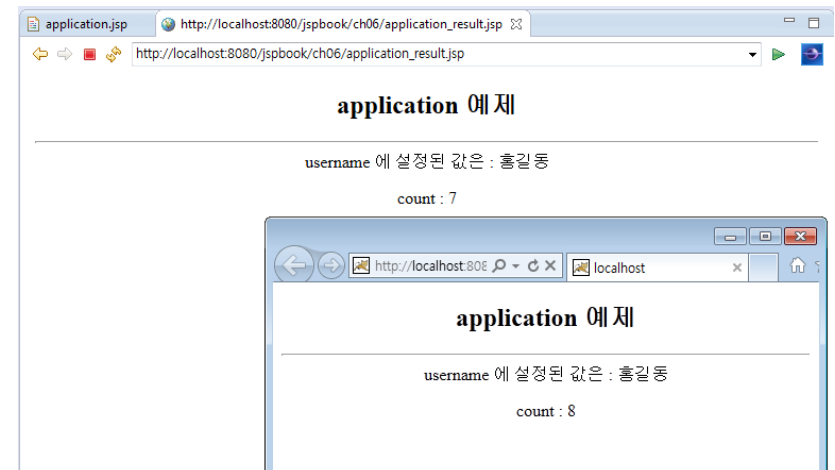 application.jsp
http://localhost:8080/jspbook/ch06/application_result.jsp
http://localhost:8080/jspbook/ch06/application_result.jsp
application 예제
username 에 설정된 값은 : 홍길동
count : 7
http://localhost:808
localhost
application 예제
username 에 설정된 값은 : 홍길동
count : 8